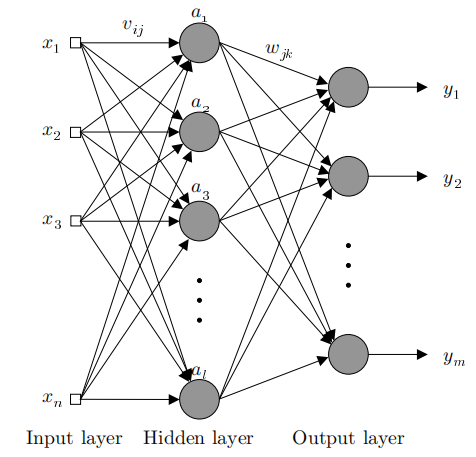 a₁
vᵢⱼ
x₁
wⱼₖ
y₁
a₂
x₂
y₂
a₃
x₃
aₗ
yₘ
xₙ
Input layer Hidden layer Output layer